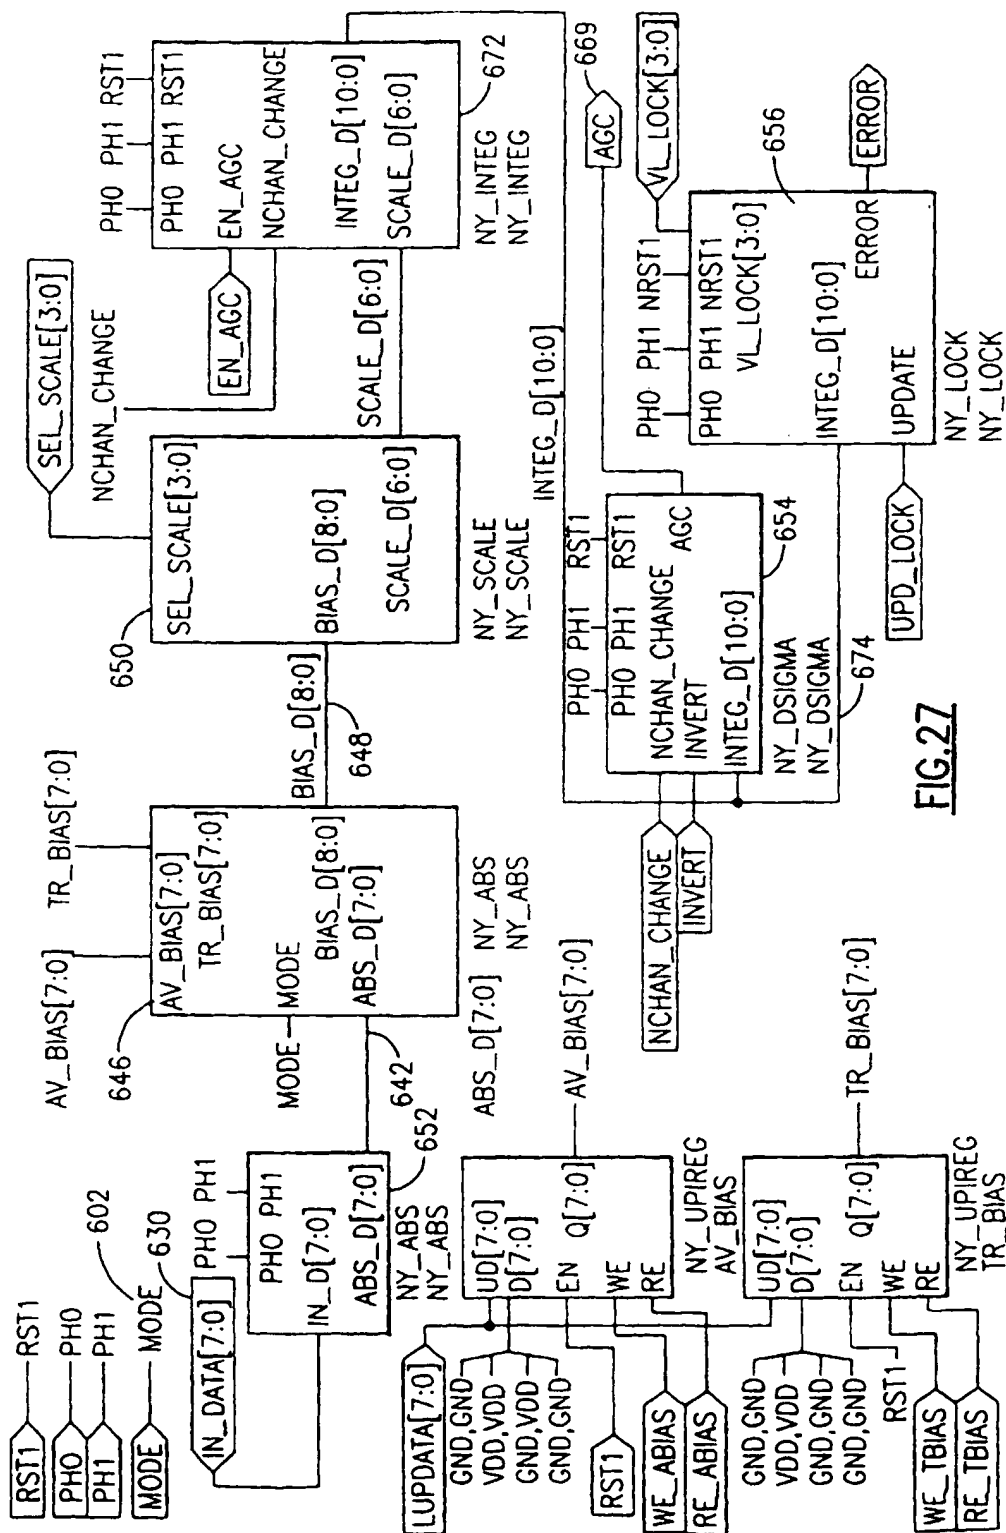 RST1 RST1
PH0 PH0
PH1 PH1
MODE MODE
602
630
IN_DATA[7:0]
PH0 PH1
PH0 PH1
IN_D[7:0]
ABS_D[7:0]
652
NY_ABS
NY_ABS
642
AV_BIAS[7:0]
TR_BIAS[7:0]
646
AV_BIAS[7:0]
TR_BIAS[7:0]
MODE
MODE
BIAS_D[8:0]
ABS_D[7:0]
NY_ABS
NY_ABS
ABS_D[7:0]
BIAS_D[8:0]
648
650
SEL_SCALE[3:0]
NCHAN_CHANGE
SEL_SCALE[3:0]
BIAS_D[8:0]
SCALE_D[6:0]
NY_SCALE
NY_SCALE
EN_AGC
SCALE_D[6:0]
PH0 PH1 RST1
PH0 PH1 RST1
EN_AGC
NCHAN_CHANGE
INTEG_D[10:0]
SCALE_D[6:0]
672
NY_INTEG
NY_INTEG
INTEG_D[10:0]
LUPDATA[7:0]
GND,GND
VDD,VDD
GND,VDD
GND,GND
RST1
WE_ABIAS
RE_ABIAS
UD[7:0]
D[7:0]
EN
Q[7:0]
WE
RE
NY_UPIREG
AV_BIAS
AV_BIAS[7:0]
GND,GND
VDD,VDD
GND,GND
GND,GND
RST1
WE_TBIAS
RE_TBIAS
UD[7:0]
D[7:0]
EN
Q[7:0]
WE
RE
NY_UPIREG
TR_BIAS
TR_BIAS[7:0]
NCHAN_CHANGE
INVERT
PH0 PH1 RST1
PH0 PH1 RST1
NCHAN_CHANGE
AGC
INVERT
INTEG_D[10:0]
654
NY_DSIGMA
NY_DSIGMA
674
669
AGC
VL_LOCK[3:0]
PH0 PH1 NRST1
PH0 PH1 NRST1
VL_LOCK[3:0]
INTEG_D[10:0]
ERROR
UPDATE
656
ERROR
UPD_LOCK
NY_LOCK
NY_LOCK
FIG.27